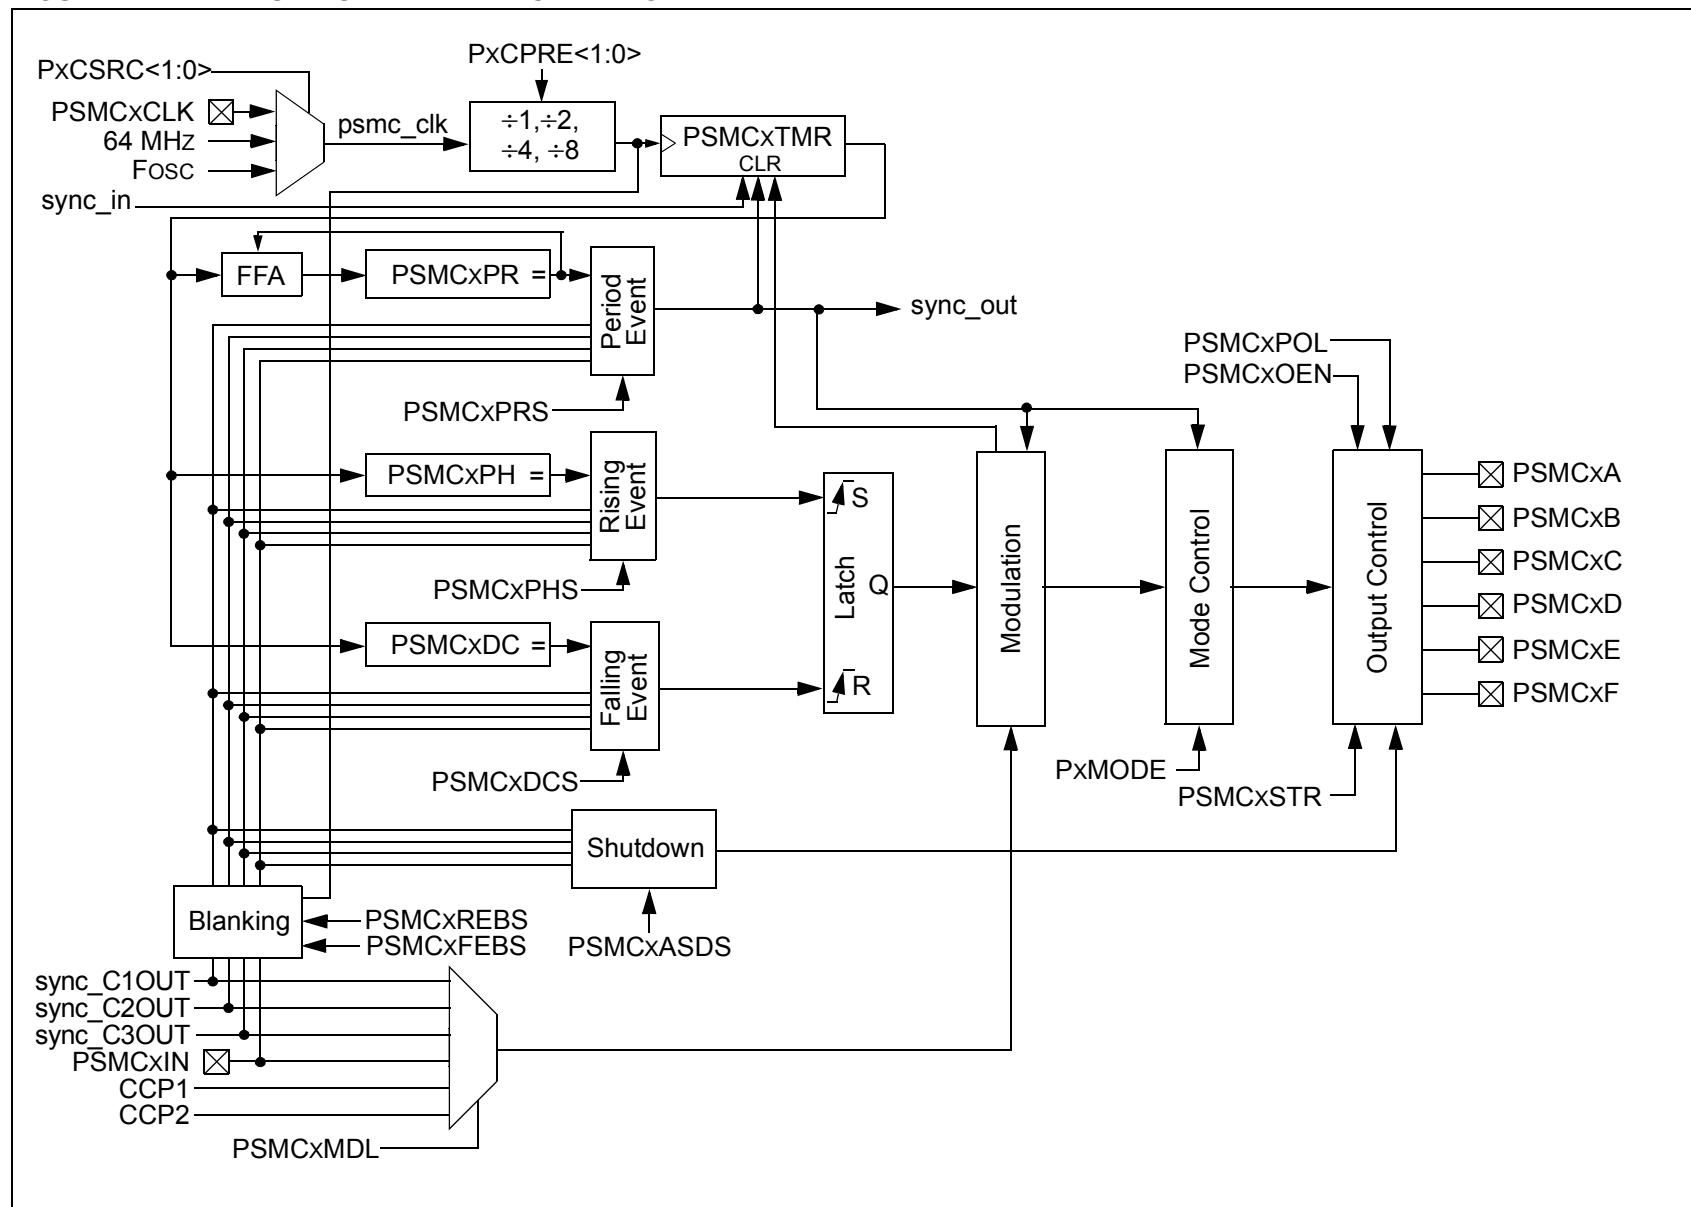 PxCPRE<1:0>
PxCSRC<1:0>
PSMCxCLK
64 MHz
FOSC
psmc_clk
÷1,÷2,
÷4, ÷8
PSMCxTMR
CLR
sync_in
FFA
PSMCxPR =
Period
Event
sync_out
PSMCxPRS
PSMCxPOL
PSMCxOEN
PSMCxPH =
Rising
Event
PSMCxPHS
S
Latch
Q
R
Modulation
Mode Control
Output Control
PSMCxA
PSMCxB
PSMCxC
PSMCxD
PSMCxE
PSMCxF
PSMCxDC =
Falling
Event
PSMCxDCS
PxMODE
PSMCxSTR
Shutdown
PSMCxASDS
Blanking
PSMCxREBS
PSMCxFEBS
sync_C1OUT
sync_C2OUT
sync_C3OUT
PSMCxIN
CCP1
CCP2
PSMCxMDL